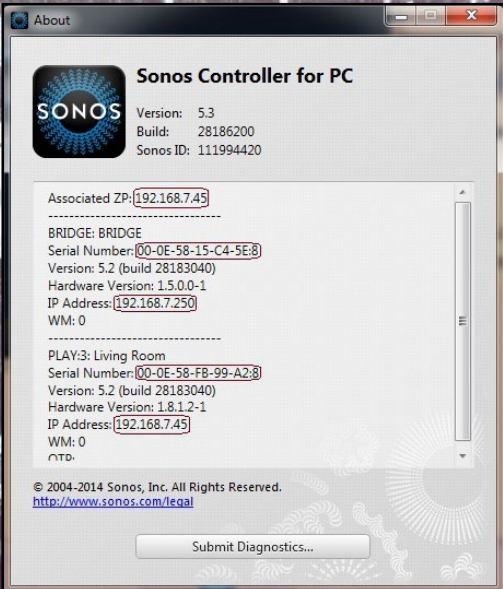 About
Sonos Controller for PC
SONOS
Version: 5.3
Build: 28186200
Sonos ID: 111994420
Associated ZP: 192.168.7.45
---------------------------------
BRIDGE: BRIDGE
Serial Number: 00-0E-58-15-C4-5E:8
Version: 5.2 (build 28183040)
Hardware Version: 1.5.0.0-1
IP Address: 192.168.7.250
WM: 0
---------------------------------
PLAY:3: Living Room
Serial Number: 00-0E-58-FB-99-A2:8
Version: 5.2 (build 28183040)
Hardware Version: 1.8.1.2-1
IP Address: 192.168.7.45
WM: 0
OTP:
© 2004-2014 Sonos, Inc. All Rights Reserved.
http://www.sonos.com/legal
Submit Diagnostics...